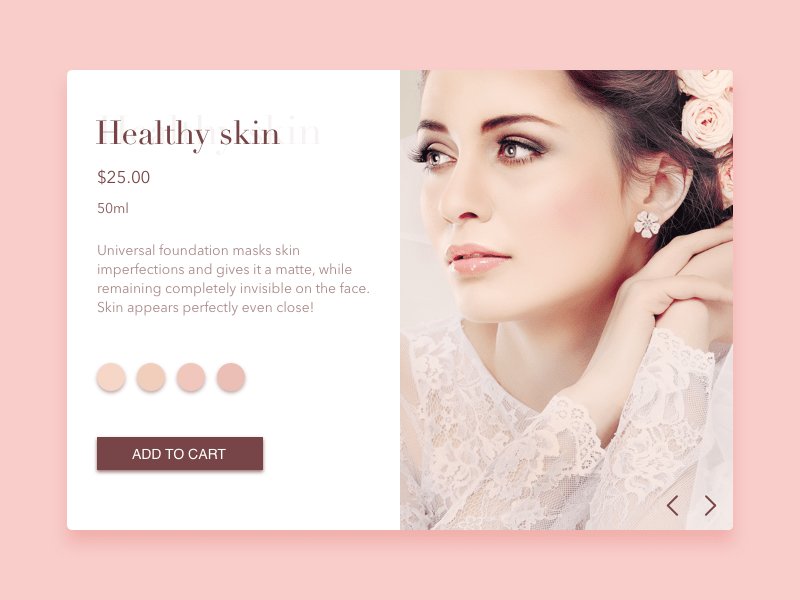 Healthy skin
$25.00
50ml
Universal foundation masks skin
imperfections and gives it a matte, while
remaining completely invisible on the face.
Skin appears perfectly even close!
ADD TO CART